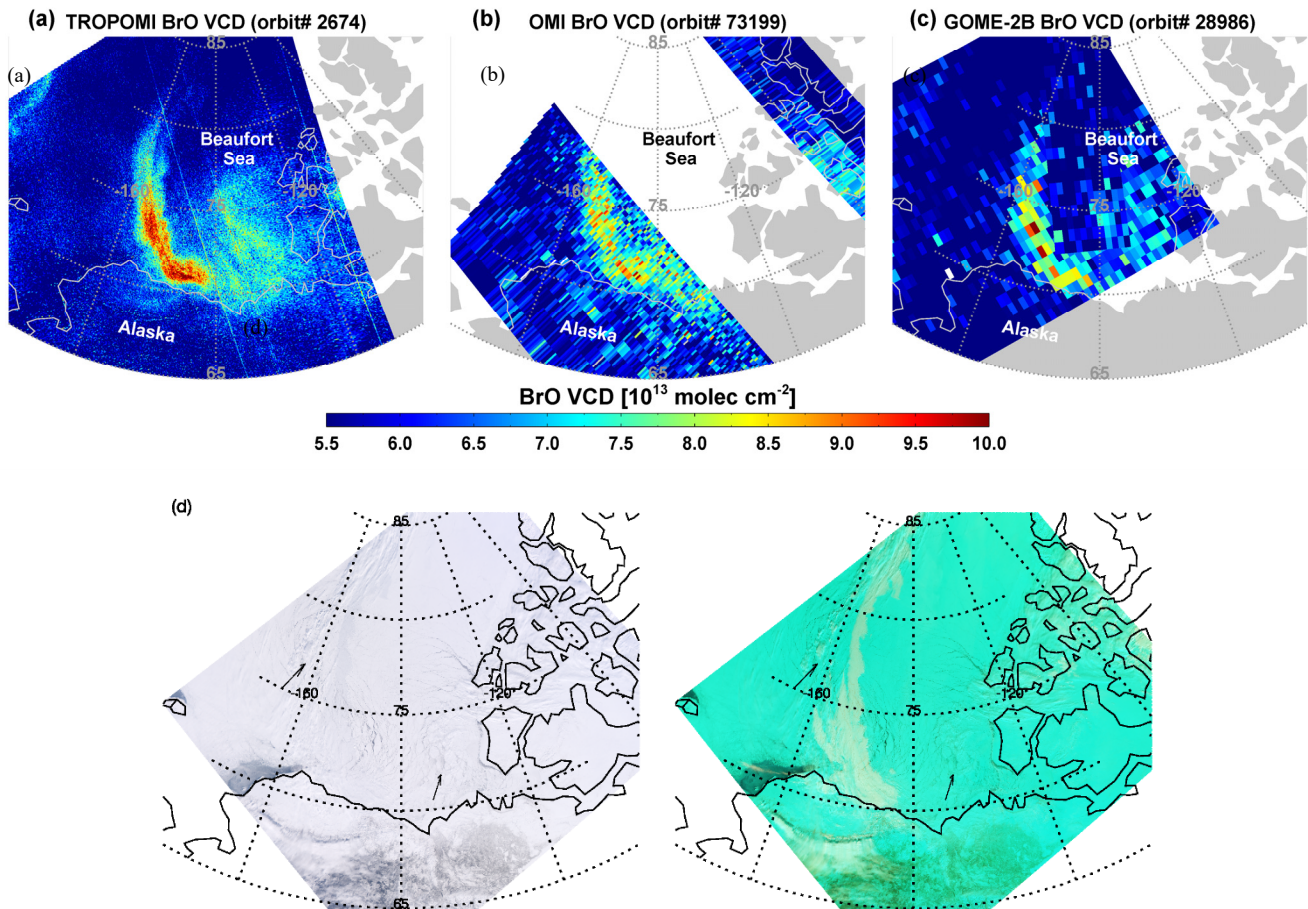 (a) TROPOMI BrO VCD (orbit# 2674)
(b) OMI BrO VCD (orbit# 73199)
(c) GOME-2B BrO VCD (orbit# 28986)
85
85
85
(a)
(b)
Beaufort
Sea
Beaufort
Sea
Beaufort
Sea
-160
-120
75
-160
-120
75
-160
-120
75
(d)
Alaska
Alaska
Alaska
65
65
65
BrO VCD [10¹³ molec cm⁻²]
5.5 6.0 6.5 7.0 7.5 8.0 8.5 9.0 9.5 10.0
(d)
85
85
-160
-120
-160
-120
75
75
65
65